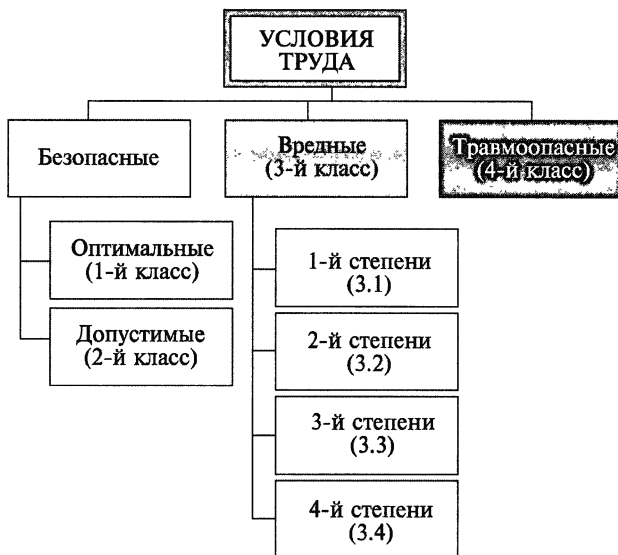 УСЛОВИЯ
ТРУДА
Безопасные
Вредные
(3-й класс)
Травмоопасные
(4-й класс)
Оптимальные
(1-й класс)
Допустимые
(2-й класс)
1-й степени
(3.1)
2-й степени
(3.2)
3-й степени
(3.3)
4-й степени
(3.4)